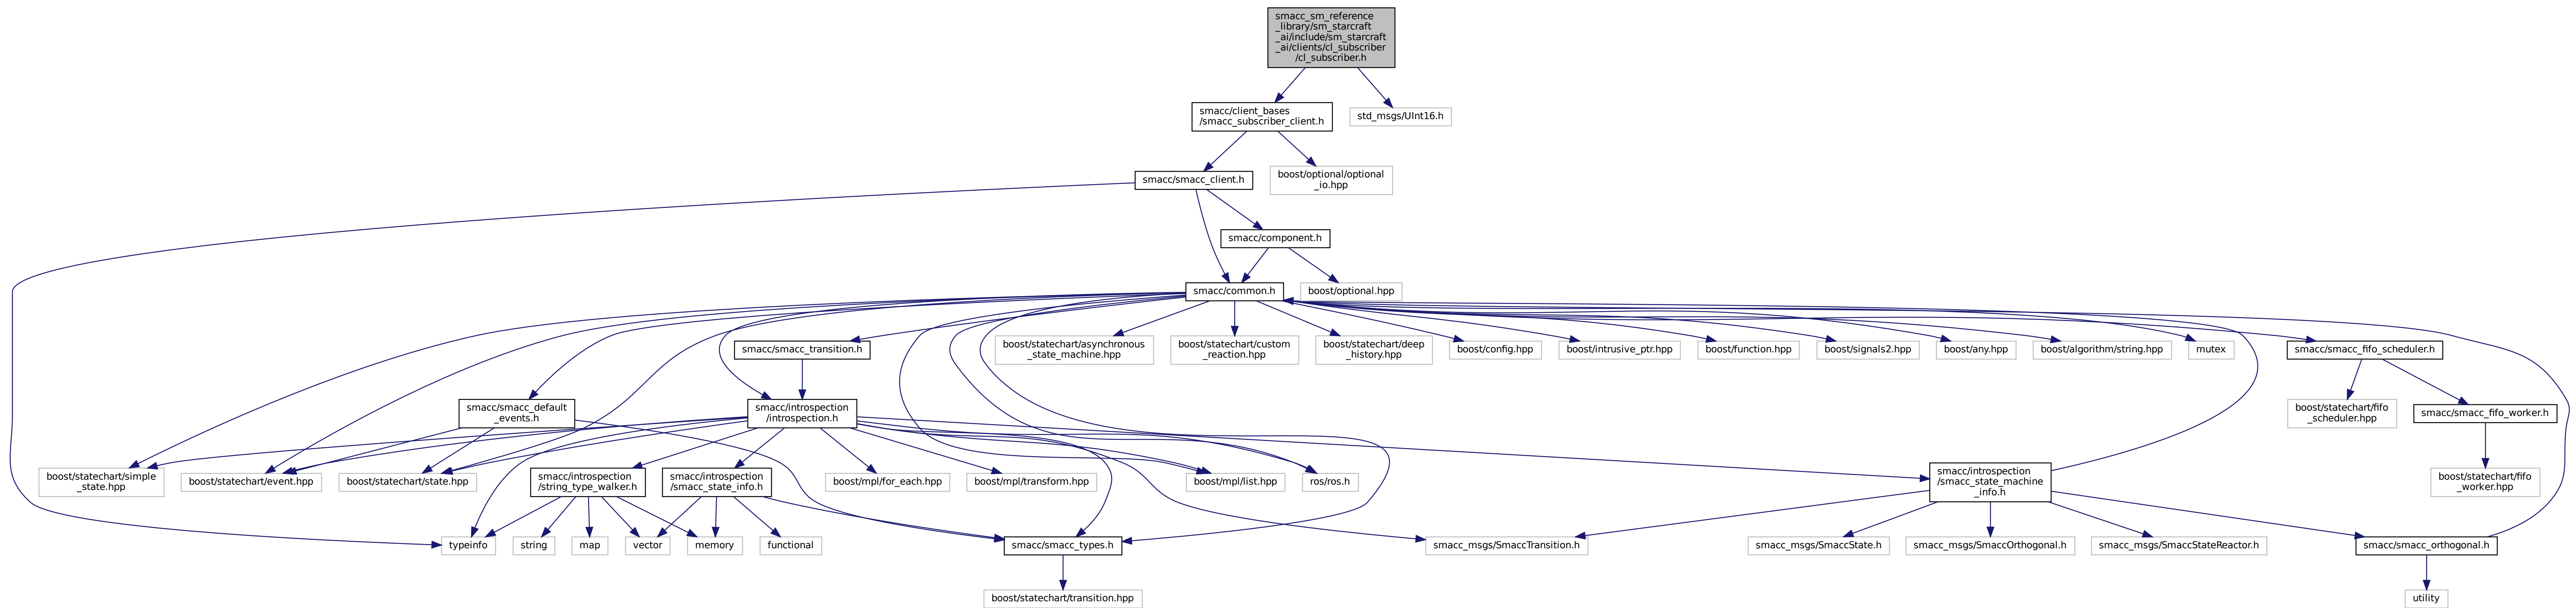 smacc_sm_reference
_library/sm_starcraft
_ai/include/sm_starcraft
_ai/clients/cl_subscriber
/cl_subscriber.h
smacc/client_bases
/smacc_subscriber_client.h
std_msgs/UInt16.h
smacc/smacc_client.h
boost/optional/optional
_io.hpp
smacc/component.h
smacc/common.h
boost/optional.hpp
smacc/smacc_transition.h
boost/statechart/asynchronous
_state_machine.hpp
boost/statechart/custom
_reaction.hpp
boost/statechart/deep
_history.hpp
boost/config.hpp
boost/intrusive_ptr.hpp
boost/function.hpp
boost/signals2.hpp
boost/any.hpp
boost/algorithm/string.hpp
mutex
smacc/smacc_fifo_scheduler.h
smacc/smacc_default
_events.h
smacc/introspection
/introspection.h
boost/statechart/fifo
_scheduler.hpp
smacc/smacc_fifo_worker.h
boost/statechart/simple
_state.hpp
boost/statechart/event.hpp
boost/statechart/state.hpp
smacc/introspection
/string_type_walker.h
smacc/introspection
/smacc_state_info.h
boost/mpl/for_each.hpp
boost/mpl/transform.hpp
boost/mpl/list.hpp
ros/ros.h
smacc/introspection
/smacc_state_machine
_info.h
boost/statechart/fifo
_worker.hpp
typeinfo
string
map
vector
memory
functional
smacc/smacc_types.h
smacc_msgs/SmaccTransition.h
smacc_msgs/SmaccState.h
smacc_msgs/SmaccOrthogonal.h
smacc_msgs/SmaccStateReactor.h
smacc/smacc_orthogonal.h
boost/statechart/transition.hpp
utility